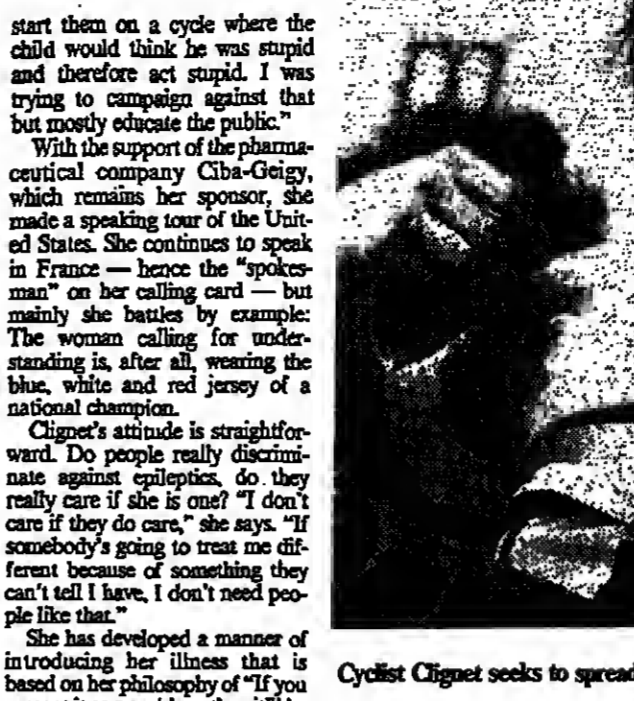 start them on a cycle where the
child would think he was stupid
and therefore act stupid. I was
trying to campaign against that
but mostly educate the public."
With the support of the pharma-
ceutical company Ciba-Geigy,
which remains her sponsor, she
made a speaking tour of the Unit-
ed States. She continues to speak
in France — hence the "spokes-
man" on her calling card — but
mainly she battles by example:
The woman calling for under-
standing is, after all, wearing the
blue, white and red jersey of a
national champion.
Clignet's attitude is straightfor-
ward. Do people really discrimi-
nate against epileptics, do they
really care if she is one? "I don't
care if they do care," she says. "If
somebody's going to treat me dif-
ferent because of something they
can't tell I have, I don't need peo-
ple like that."
She has developed a manner of
introducing her illness that is
based on her philosophy of "If you
Cyclist Clignet seeks to spread